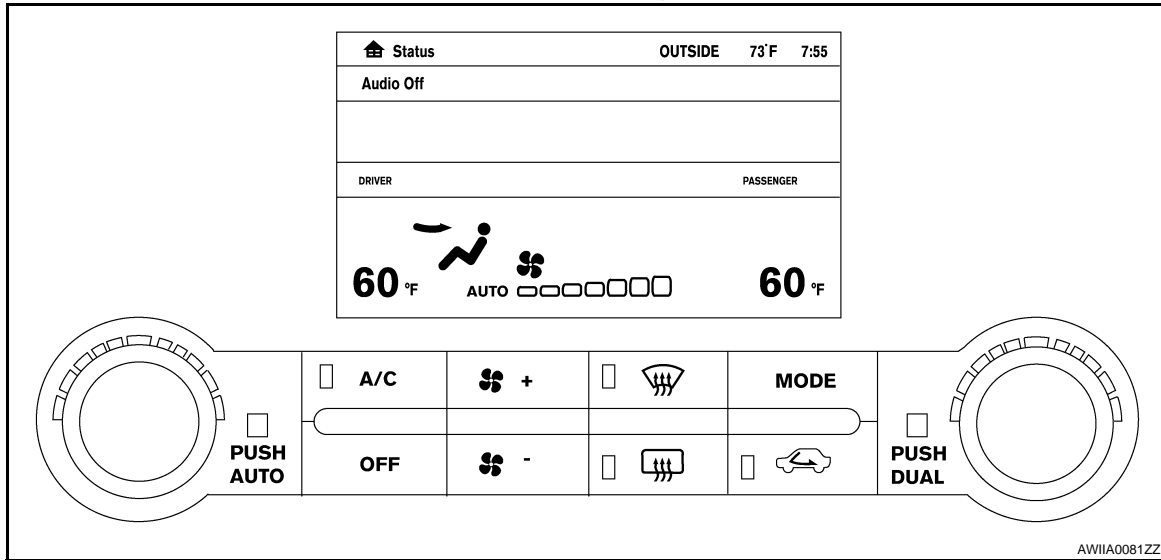 Status OUTSIDE 73°F 7:55
Audio Off
DRIVER PASSENGER
60 °F AUTO 60 °F
A/C + MODE
PUSH AUTO
OFF -
PUSH DUAL
AWIIA0081ZZ